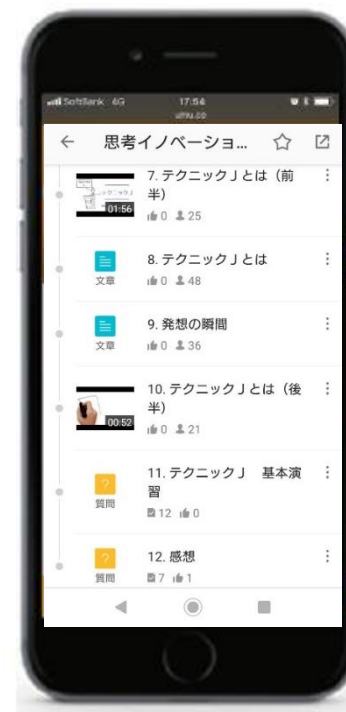 SoftBank 4G 17:54
umu.co
思考イノベーショ...
7. テクニックJとは（前
半）
01:56
0 25
8. テクニックJとは
文章
0 48
9. 発想の瞬間
文章
0 36
10. テクニックJとは（後
半）
00:52
0 21
11. テクニックJ 基本演
習
質問
12 0
12. 感想
質問
7 1